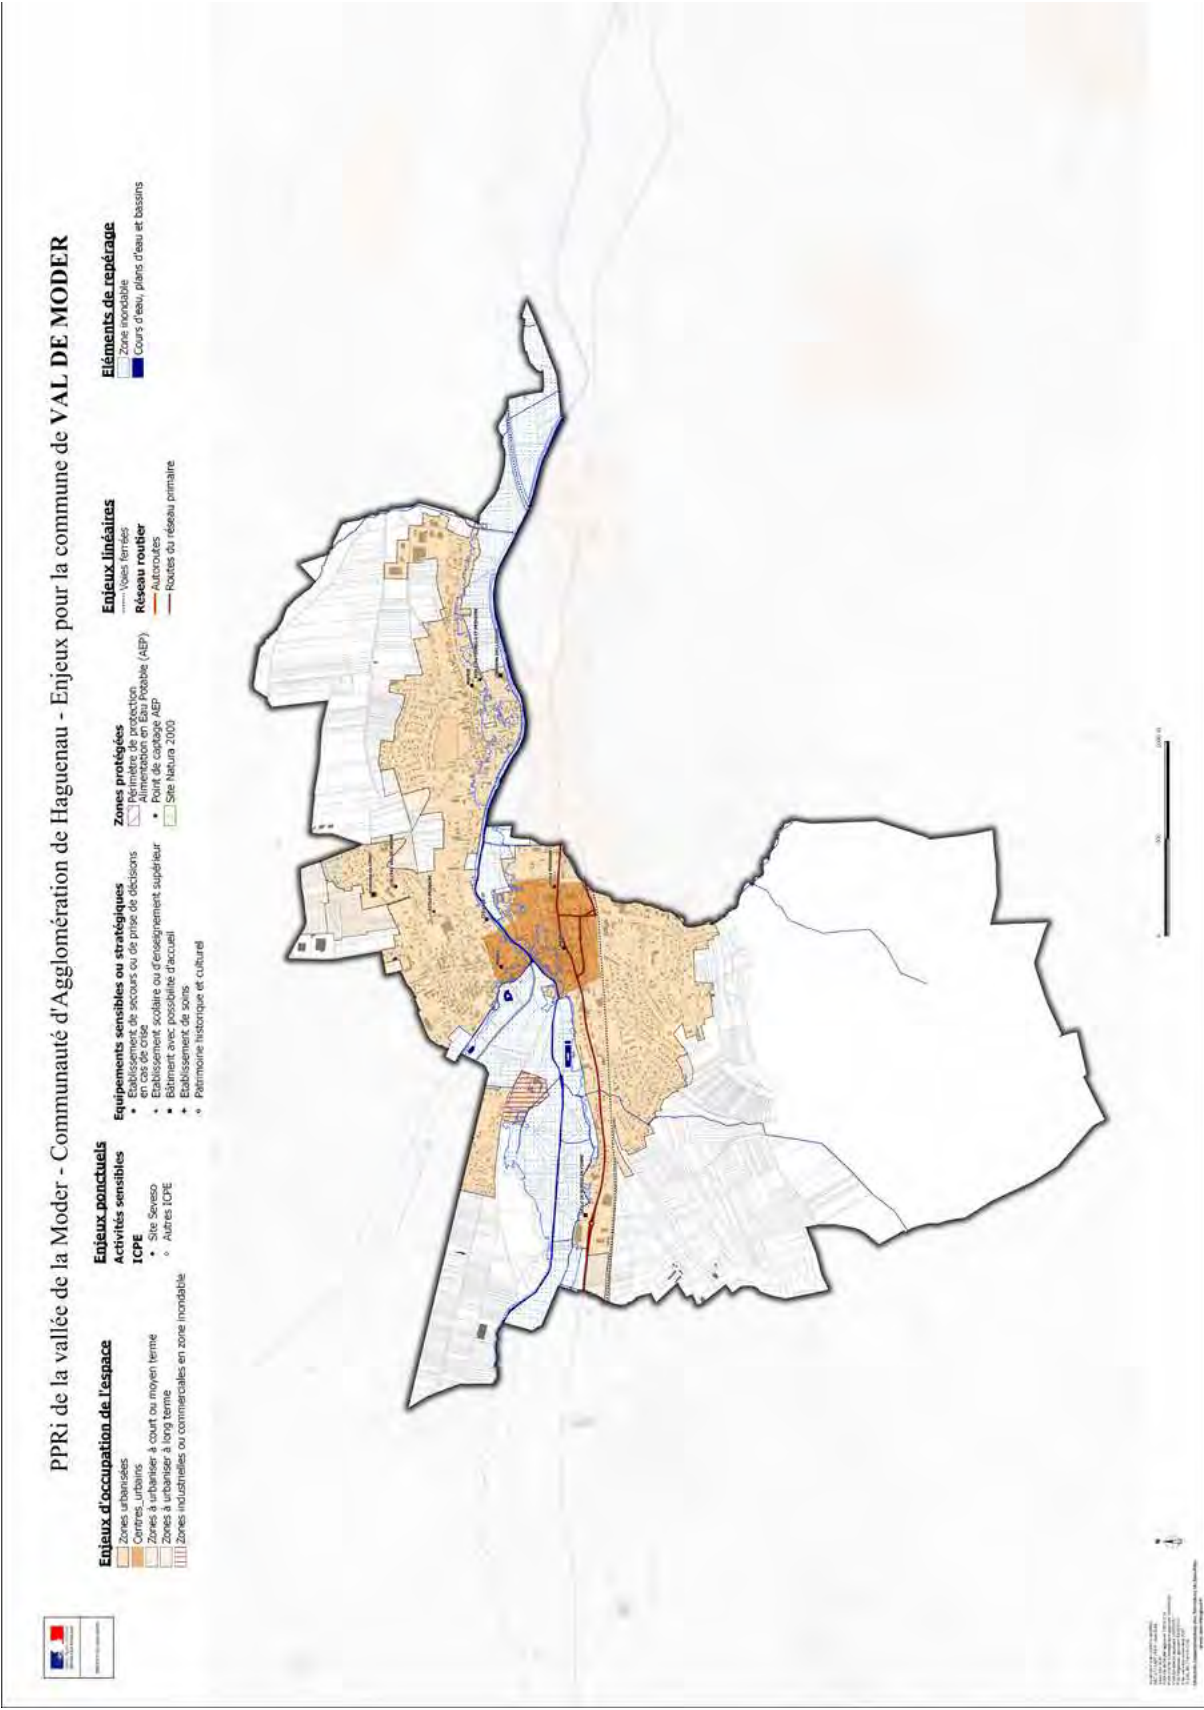 PPRi de la vallée de la Moder - Communauté d'Agglomération de Haguenau - Enjeux pour la commune de VAL DE MODER
Enjeux d'occupation de l'espace
Zones urbanisées
Centres_urbains
Zones à urbaniser à court ou moyen terme
Zones à urbaniser à long terme
Zones industrielles ou commerciales en zone inondable
Enjeux ponctuels
Activités sensibles
ICPE
Site Seveso
Autres ICPE
Equipements sensibles ou stratégiques
Etablissement de secours ou de prise de décisions
en cas de crise
Etablissement scolaire ou d'enseignement supérieur
Bâtiment avec possibilité d'accueil
Etablissement de soins
Patrimoine historique et culturel
Zones protégées
Périmètre de protection
Alimentation en Eau Potable (AEP)
Point de captage AEP
Site Natura 2000
Enjeux linéaires
Voies ferrées
Réseau routier
Autoroutes
Routes du réseau primaire
Eléments de repérage
Zone inondable
Cours d'eau, plans d'eau et bassins